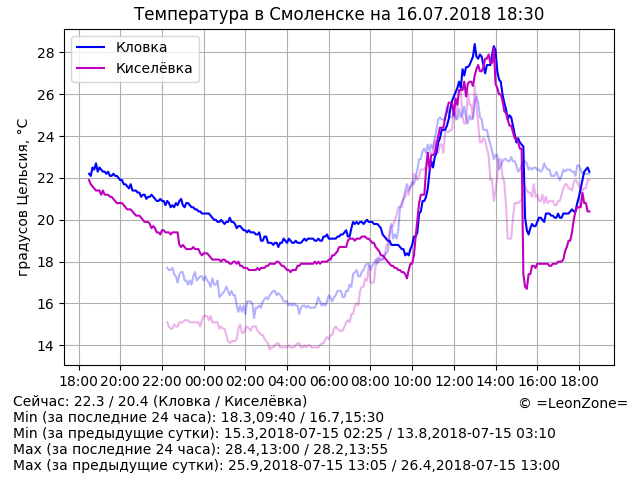 Температура в Смоленске на 16.07.2018 18:30
Кловка
Киселёвка
градусов Цельсия, °C
28
26
24
22
20
18
16
14
18:00 20:00 22:00 00:00 02:00 04:00 06:00 08:00 10:00 12:00 14:00 16:00 18:00
Сейчас: 22.3 / 20.4 (Кловка / Киселёвка)
© =LeonZone=
Min (за последние 24 часа): 18.3,09:40 / 16.7,15:30
Min (за предыдущие сутки): 15.3,2018-07-15 02:25 / 13.8,2018-07-15 03:10
Max (за последние 24 часа): 28.4,13:00 / 28.2,13:55
Max (за предыдущие сутки): 25.9,2018-07-15 13:05 / 26.4,2018-07-15 13:00